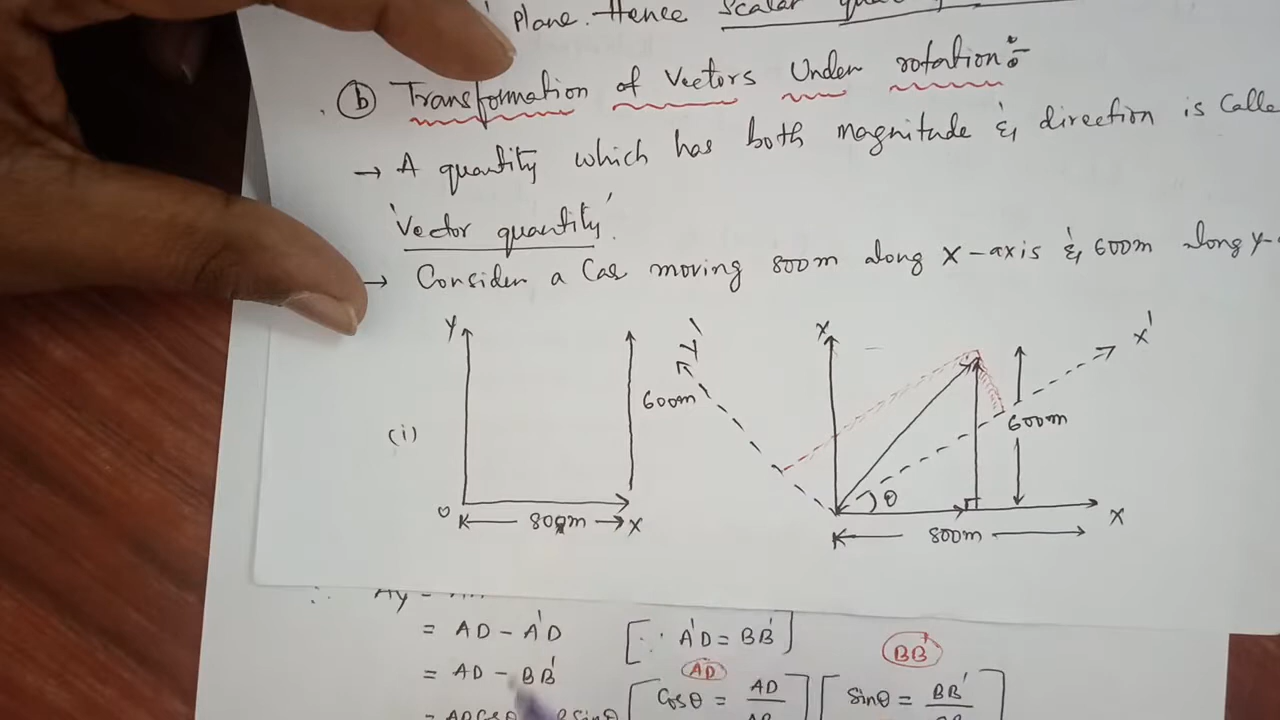 Plane. Hence Scalar
(b) Transformation of Vectors Under rotation:-
→ A quantity which has both magnitude & direction is Calle
'Vector quantity'.
→ Consider a Car moving 800m along X-axis & 600m along y-
Y
600m
(i)
O
800m
X
Y'
X
X'
600m
θ
X
800m
∴ Ay =
= AD - A'D [∵ A'D = BB']
= AD - BB'
AD
Cosθ = AD
BB'
Sinθ = BB'